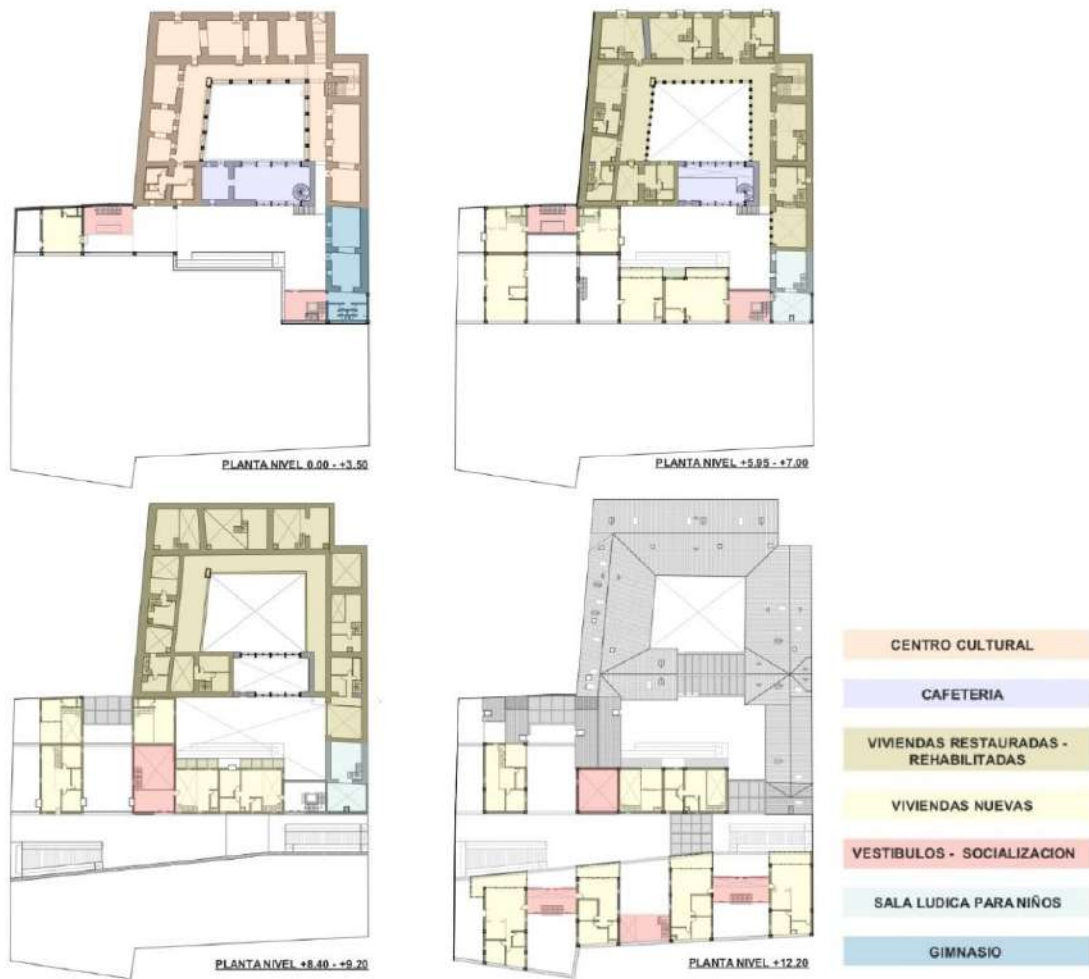 PLANTA NIVEL 0.00 - +3.50
PLANTA NIVEL +5.95 - +7.00
PLANTA NIVEL +8.40 - +9.20
PLANTA NIVEL +12.20
CENTRO CULTURAL
CAFETERIA
VIVIENDAS RESTAURADAS -
REHABILITADAS
VIVIENDAS NUEVAS
VESTIBULOS - SOCIALIZACION
SALA LUDICA PARA NIÑOS
GIMNASIO